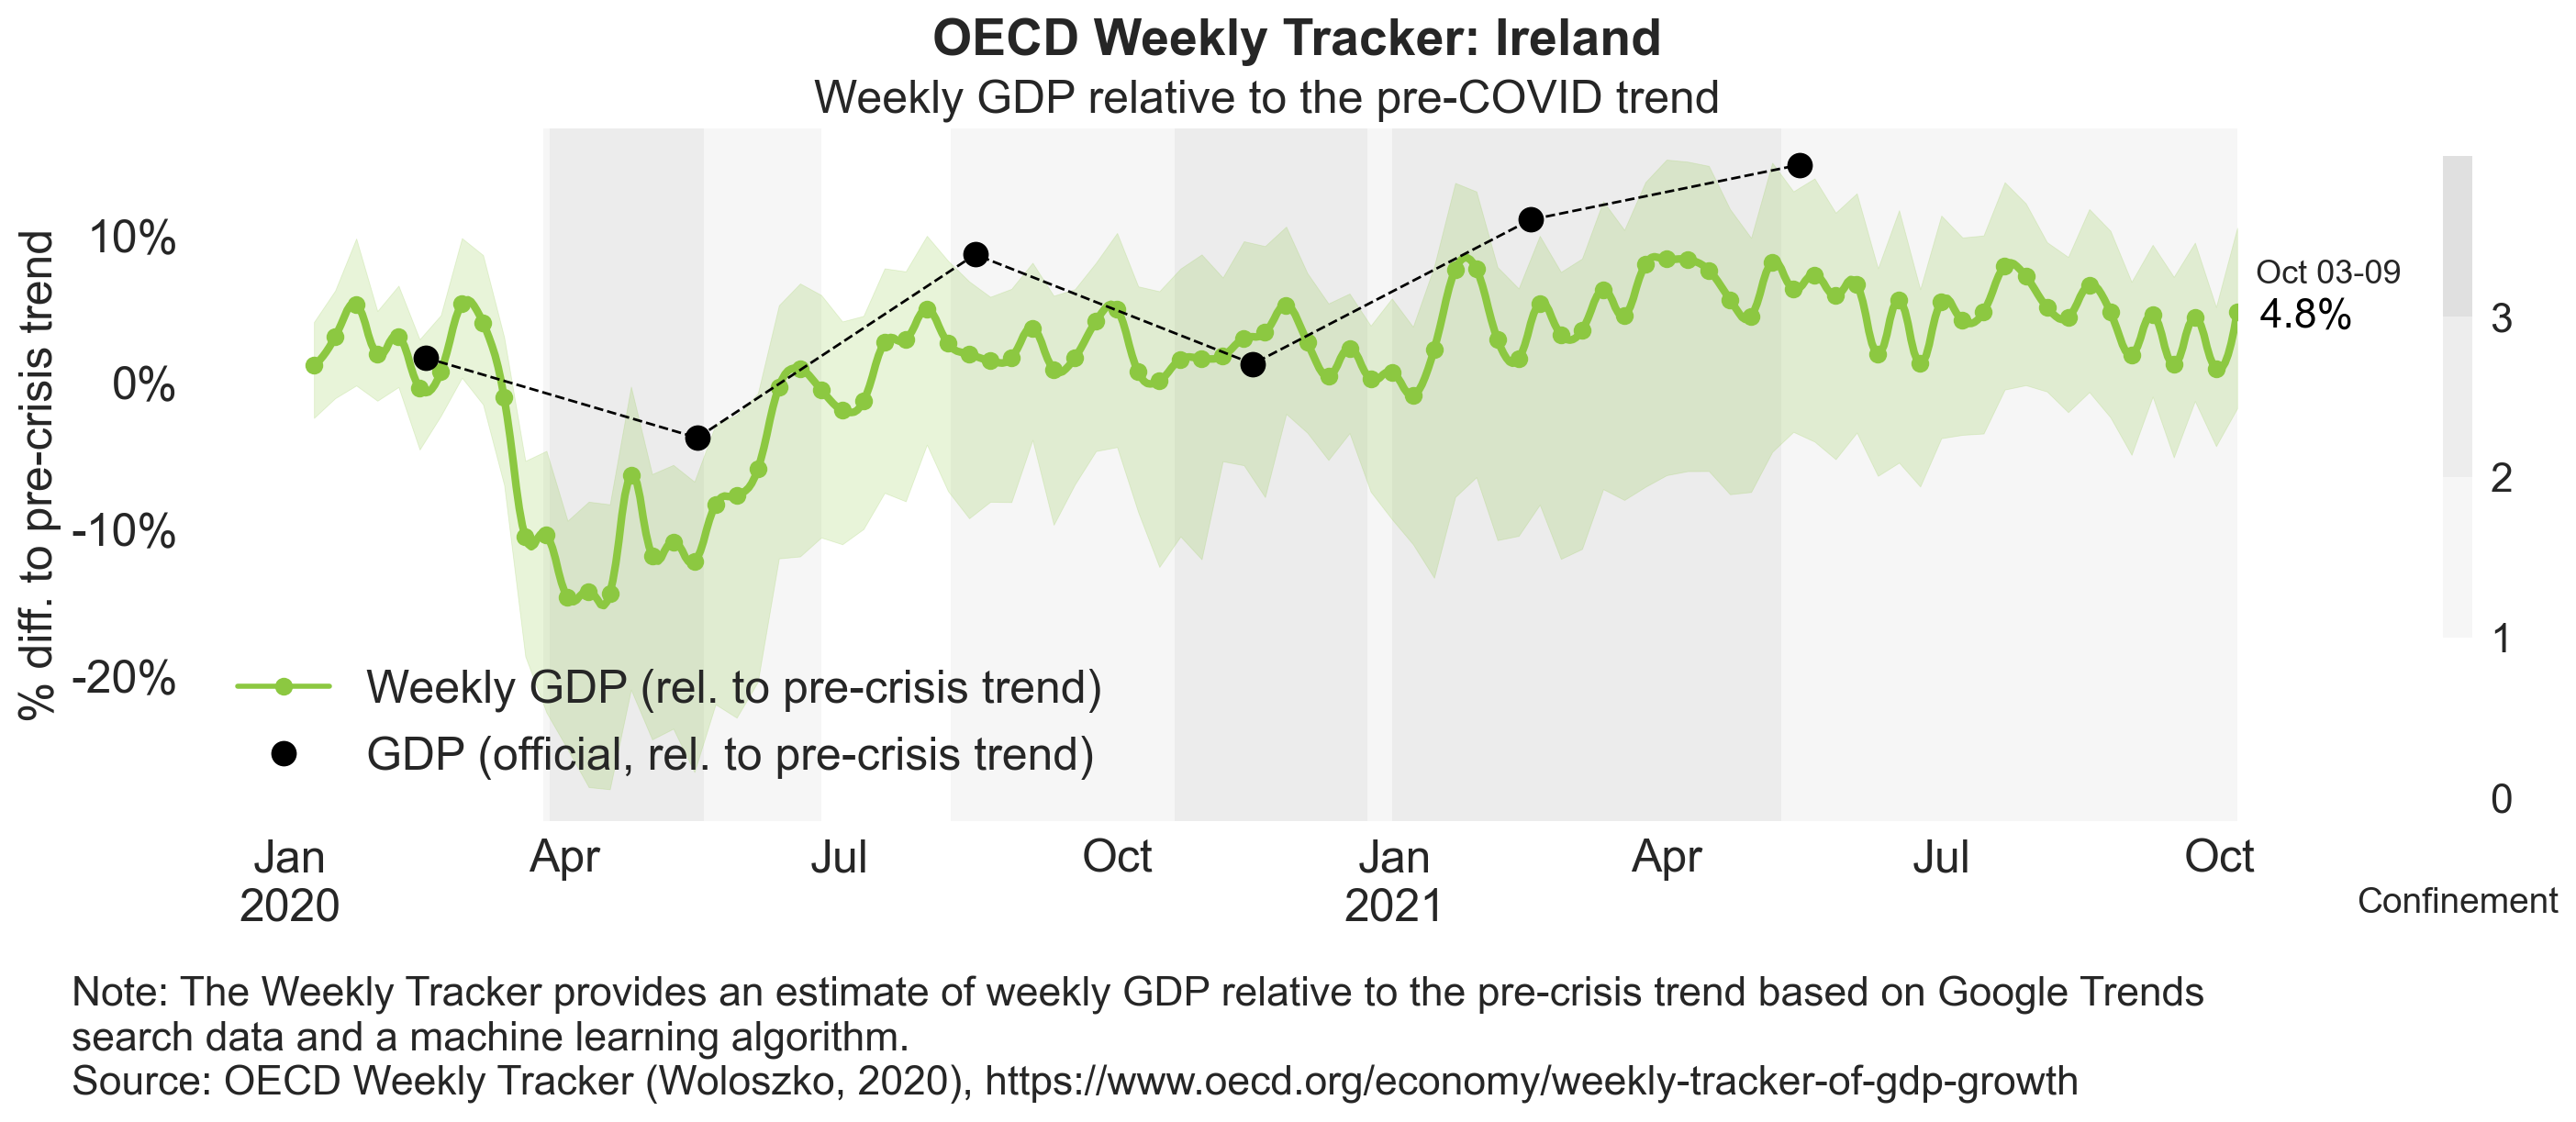 OECD Weekly Tracker: Ireland
Weekly GDP relative to the pre-COVID trend
% diff. to pre-crisis trend
10%
0%
-10%
-20%
Weekly GDP (rel. to pre-crisis trend)
GDP (official, rel. to pre-crisis trend)
Oct 03-09
4.8%
3
2
1
0
Confinement
Jan Apr Jul Oct Jan Apr Jul Oct
2020 2021
Note: The Weekly Tracker provides an estimate of weekly GDP relative to the pre-crisis trend based on Google Trends
search data and a machine learning algorithm.
Source: OECD Weekly Tracker (Woloszko, 2020), https://www.oecd.org/economy/weekly-tracker-of-gdp-growth